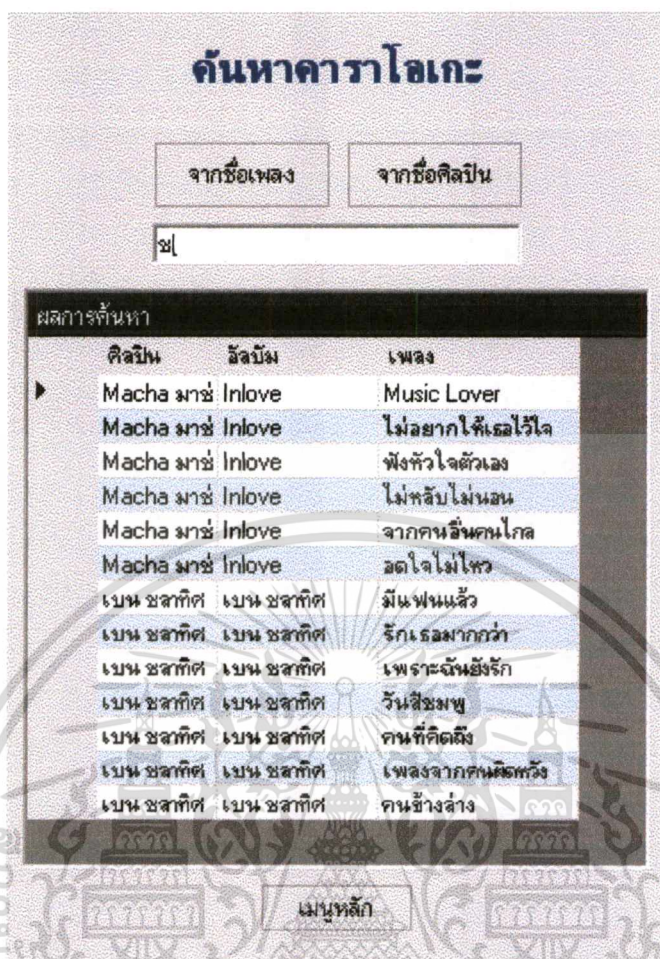 ค้นหาคาราโอเกะ
จากชื่อเพลง จากชื่อศิลปิน
ช
ผลการค้นหา
ศิลปิน อัลบัม เพลง
Macha มาช่ Inlove Music Lover
Macha มาช่ Inlove ไม่อยากให้เธอไว้ใจ
Macha มาช่ Inlove ฟังหัวใจตัวเอง
Macha มาช่ Inlove ไม่หลับไม่นอน
Macha มาช่ Inlove จากคนอื่นคนไกล
Macha มาช่ Inlove อดใจไม่ไหว
เบน ชลาทิศ เบน ชลาทิศ มีแฟนแล้ว
เบน ชลาทิศ เบน ชลาทิศ รักเธอมากกว่า
เบน ชลาทิศ เบน ชลาทิศ เพราะฉันยังรัก
เบน ชลาทิศ เบน ชลาทิศ วันสีชมพู
เบน ชลาทิศ เบน ชลาทิศ คนที่คิดถึง
เบน ชลาทิศ เบน ชลาทิศ เพลงจากคนผิดหวัง
เบน ชลาทิศ เบน ชลาทิศ คนข้างล่าง
เมนูหลัก